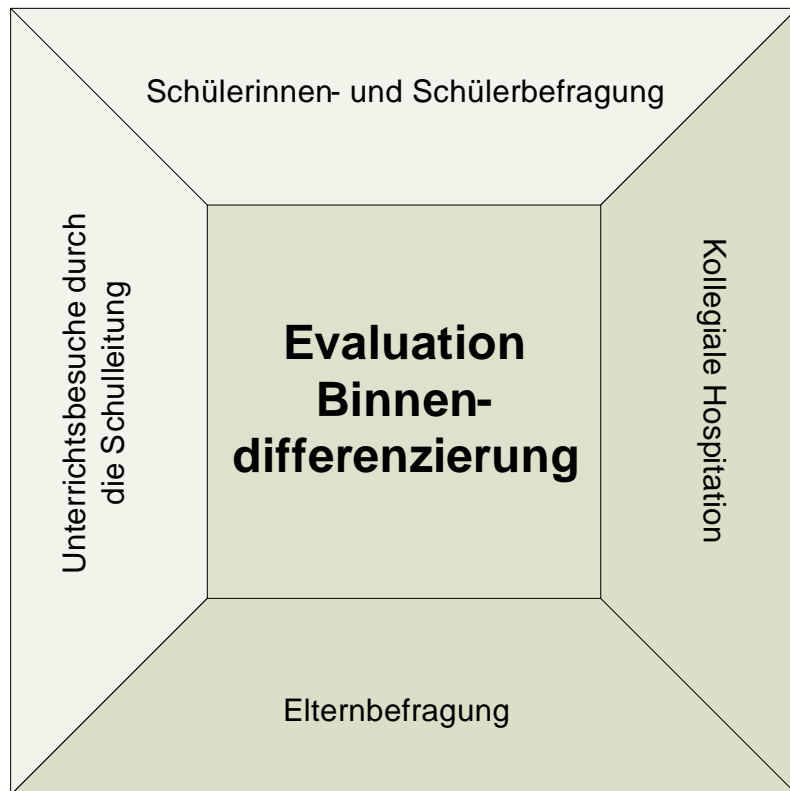 Schülerinnen- und Schülerbefragung
Unterrichtsbesuche durch
die Schulleitung
Evaluation
Binnen-
differenzierung
Kollegiale Hospitation
Elternbefragung